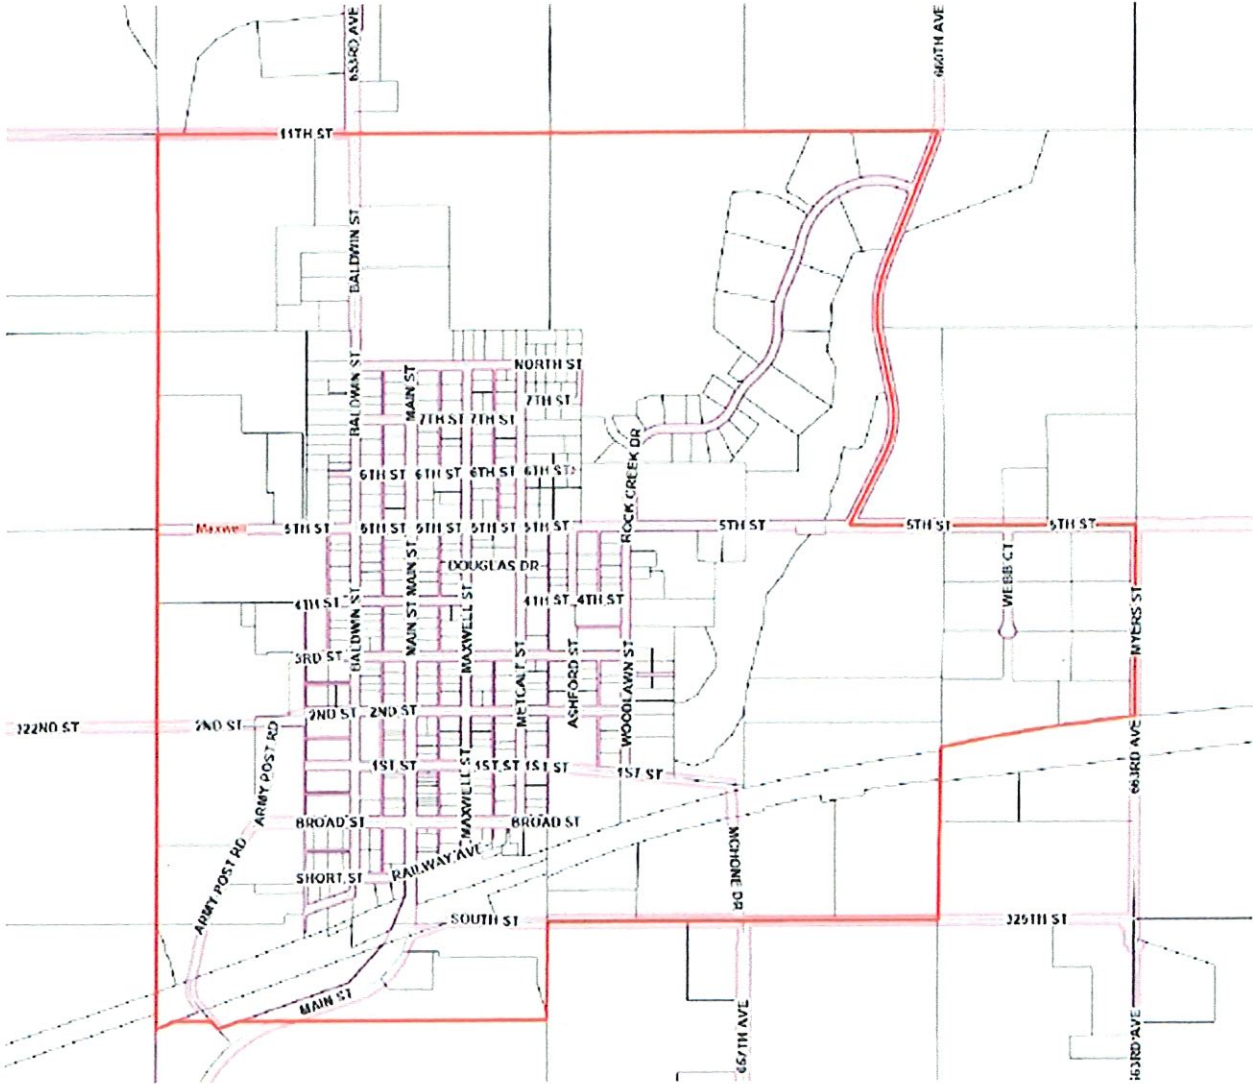 653RD AVE
660TH AVE
11TH ST
BALDWIN ST
BALDWIN ST
MAIN ST
NORTH ST
7TH ST
7TH ST
7TH ST
6TH ST
6TH ST
6TH ST
6TH ST
ROCK CREEK DR
Maxwell
5TH ST
5TH ST
5TH ST
5TH ST
5TH ST
5TH ST
5TH ST
5TH ST
DOUGLAS DR
MAIN ST
WEBB CT
4TH ST
BALDWIN ST
MAIN ST
MAXWELL ST
4TH ST
4TH ST
MYERS ST
3RD ST
METCALF ST
ASHFORD ST
WOODLAWN ST
322ND ST
2ND ST
2ND ST
2ND ST
ARMY POST RD
1ST ST
MAXWELL ST
1ST ST
1ST ST
1ST ST
663RD AVE
BROAD ST
BROAD ST
ARMY POST RD
SHORT ST
RAILWAY AVE
MCHONE DR
SOUTH ST
325TH ST
MAIN ST
657TH AVE
663RD AVE